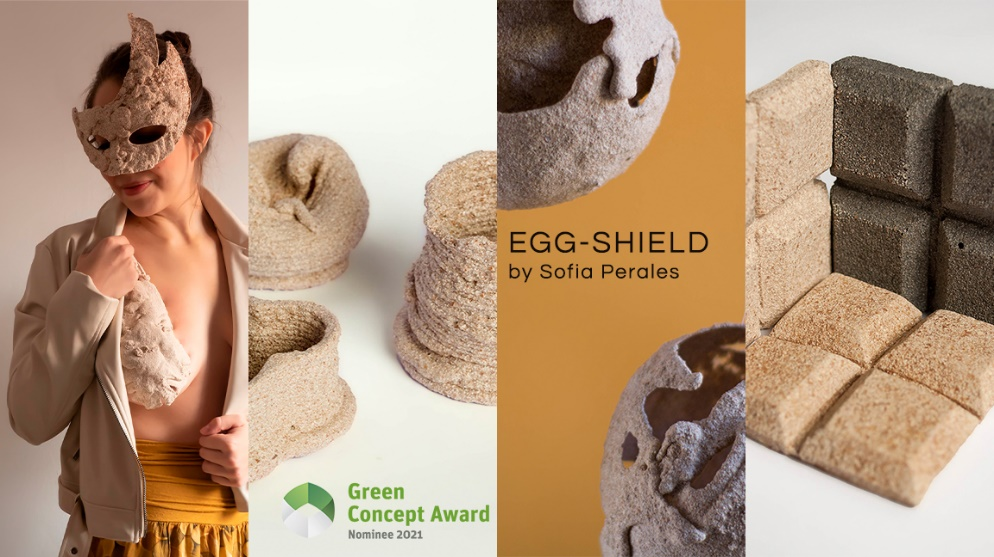 EGG-SHIELD
by Sofia Perales
Green
Concept Award
Nominee 2021